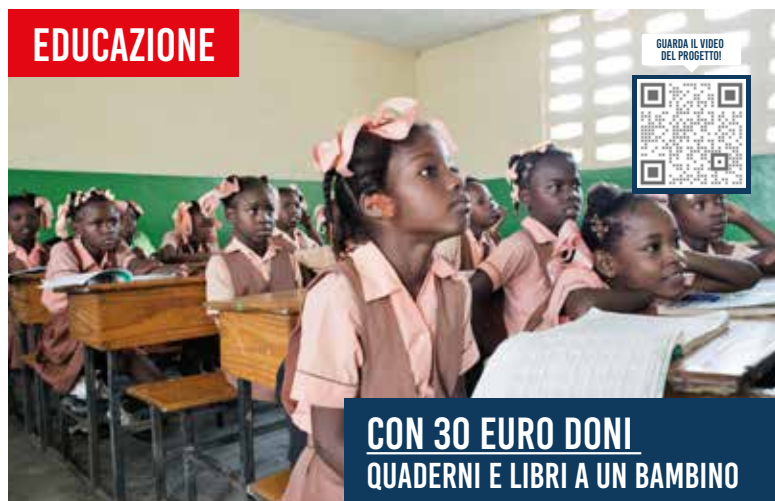 EDUCAZIONE
GUARDA IL VIDEO
DEL PROGETTO!
CON 30 EURO DONI
QUADERNI E LIBRI A UN BAMBINO